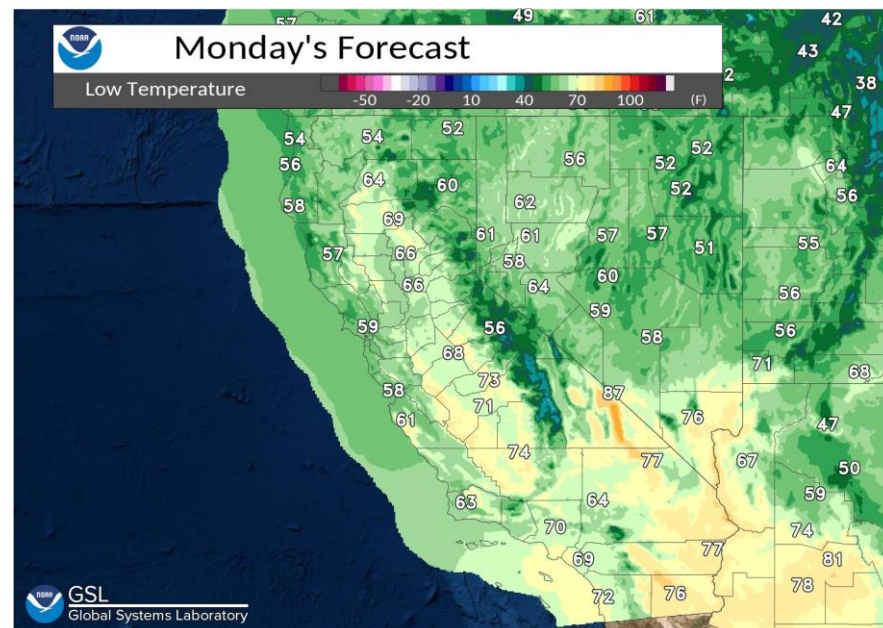 57 49 61 42
NOAA
Monday's Forecast
43
Low Temperature
-50 -20 10 40 70 100 (F)
2 38
47
54 54 52 52
56 56 52 64
64 60 52 56
58 62
69 61 61 57 57 51 55
57 66 58
66 64 60 56
59 56 59 58 56
68 71 68
58 73 87
61 71 76 47
74 77 67 50
63 64 59
70 74
69 77 81
72 76 78
NOAA
GSL
Global Systems Laboratory